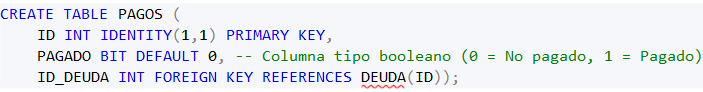 CREATE TABLE PAGOS (
    ID INT IDENTITY(1,1) PRIMARY KEY,
    PAGADO BIT DEFAULT 0, -- Columna tipo booleano (0 = No pagado, 1 = Pagado)
    ID_DEUDA INT FOREIGN KEY REFERENCES DEUDA(ID));